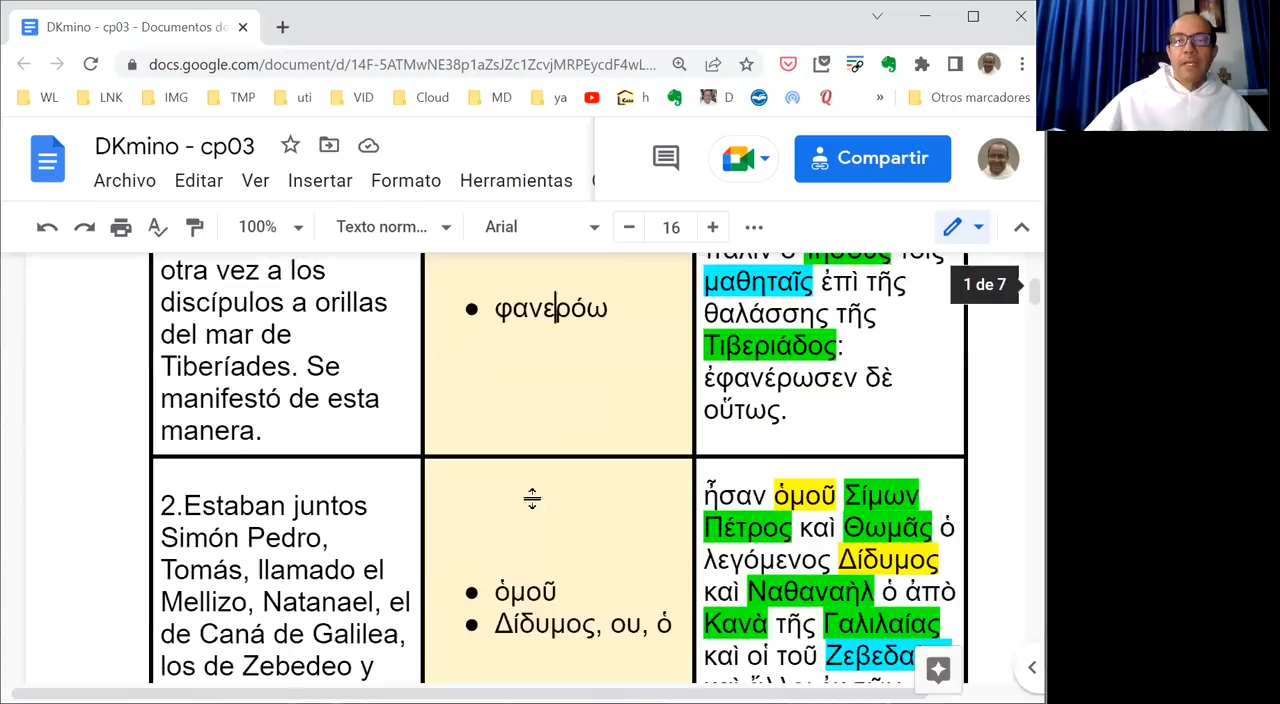 DKmino - cp03 - Documentos de
docs.google.com/document/d/14F-5ATMwNE38p1aZsJZc1ZcvjMRPEycdF4wL...
WL LNK IMG TMP uti VID Cloud MD ya h D » Otros marcadores
DKmino - cp03
Compartir
Archivo Editar Ver Insertar Formato Herramientas
100% Texto norm... Arial 16
1 de 7
otra vez a los
discípulos a orillas
del mar de
Tiberíades. Se
manifestó de esta
manera.
● φανερόω
πάλιν ὁ Ἰησοῦς τοῖς
μαθηταῖς ἐπὶ τῆς
θαλάσσης τῆς
Τιβεριάδος:
ἐφανέρωσεν δὲ
οὕτως.
2.Estaban juntos
Simón Pedro,
Tomás, llamado el
Mellizo, Natanael, el
de Caná de Galilea,
los de Zebedeo y
● ὁμοῦ
● Δίδυμος, ου, ὁ
ἦσαν ὁμοῦ Σίμων
Πέτρος καὶ Θωμᾶς ὁ
λεγόμενος Δίδυμος
καὶ Ναθαναὴλ ὁ ἀπὸ
Κανὰ τῆς Γαλιλαίας
καὶ οἱ τοῦ